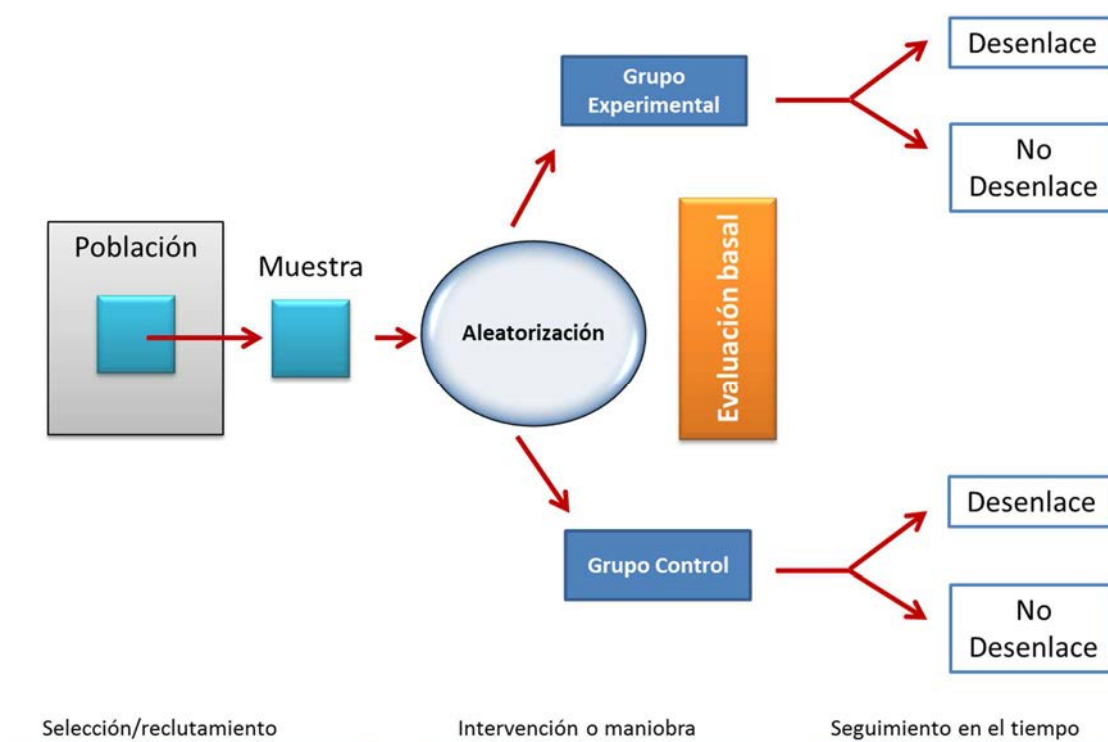 Población
Muestra
Aleatorización
Grupo
Experimental
Evaluación basal
Grupo Control
Desenlace
No
Desenlace
Desenlace
No
Desenlace
Selección/reclutamiento
Intervención o maniobra
Seguimiento en el tiempo